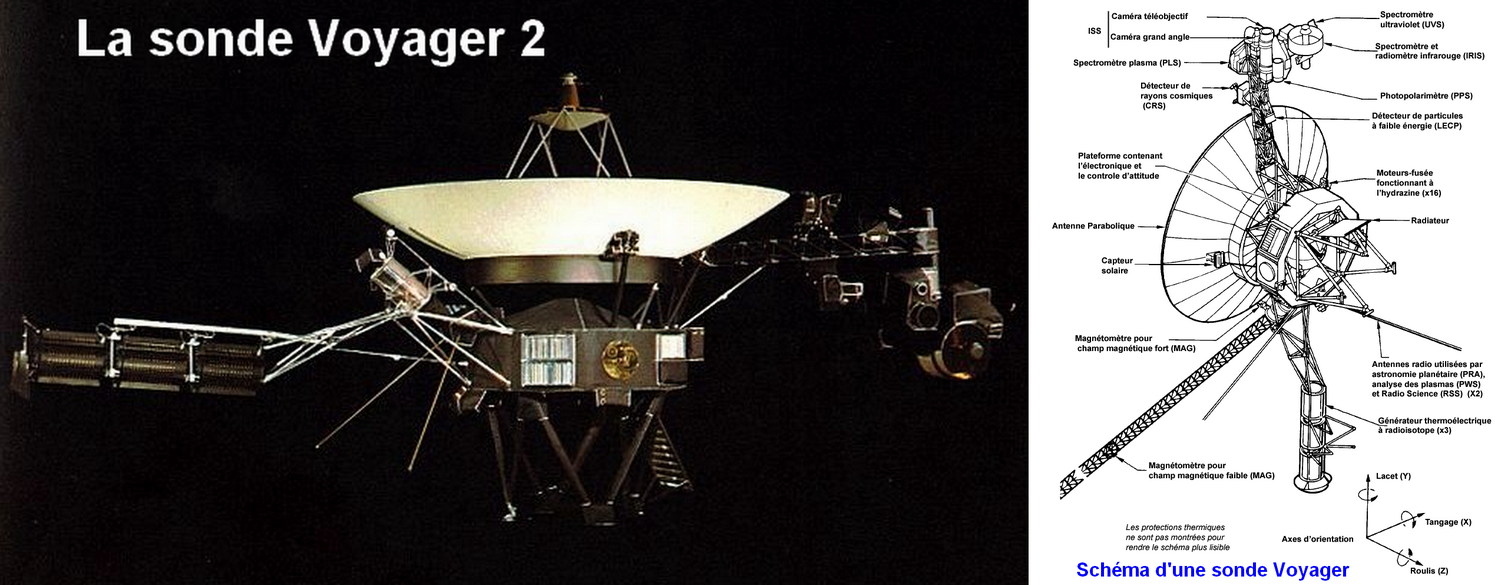 La sonde Voyager 2
ISS
Caméra téléobjectif
Caméra grand angle
Spectromètre plasma (PLS)
Détecteur de
rayons cosmiques
(CRS)
Plateforme contenant
l'électronique et
le controle d'attitude
Antenne Parabolique
Capteur
solaire
Magnétomètre pour
champ magnétique fort (MAG)
Magnétomètre pour
champ magnétique faible (MAG)
Spectromètre
ultraviolet (UVS)
Spectromètre et
radiomètre infrarouge (IRIS)
Photopolarimètre (PPS)
Détecteur de particules
à faible énergie (LECP)
Moteurs-fusée
fonctionnant à
l'hydrazine (x16)
Radiateur
Antennes radio utilisées par
astronomie planétaire (PRA),
analyse des plasmas (PWS)
et Radio Science (RSS) (X2)
Générateur thermoélectrique
à radioisotope (x3)
Lacet (Y)
Tangage (X)
Axes d'orientation
Roulis (Z)
Les protections thermiques
ne sont pas montrées pour
rendre le schéma plus lisible
Schéma d'une sonde Voyager